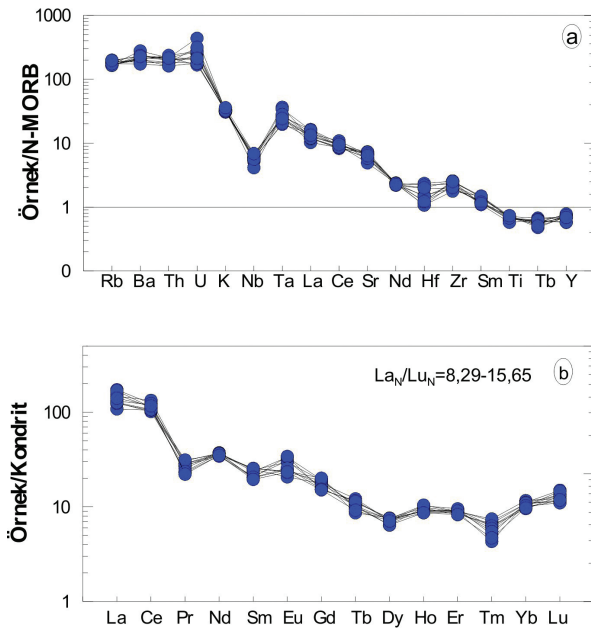 1000
a
100
10
1
0
Örnek/N-MORB
Rb Ba Th U K Nb Ta La Ce Sr Nd Hf Zr Sm Ti Tb Y
La_N/Lu_N=8,29-15,65
b
100
10
1
Örnek/Kondrit
La Ce Pr Nd Sm Eu Gd Tb Dy Ho Er Tm Yb Lu